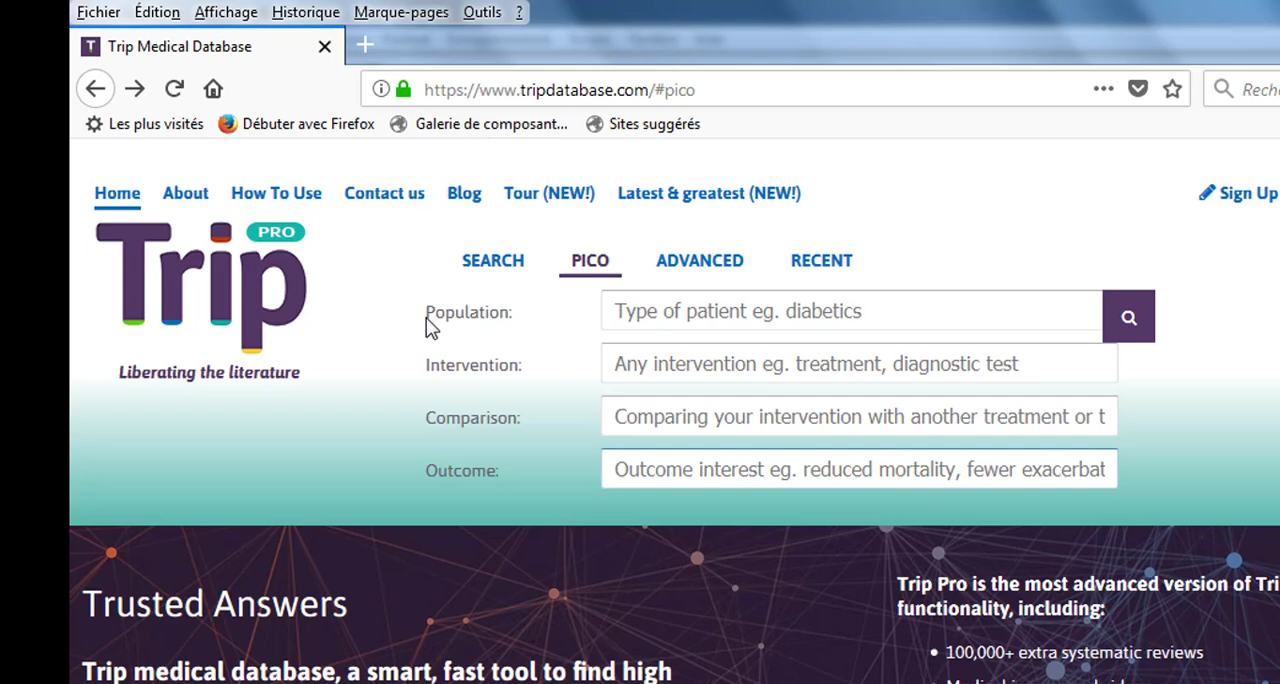 Fichier Édition Affichage Historique Marque-pages Outils ?
Trip Medical Database
https://www.tripdatabase.com/#pico
Rech
Les plus visités Débuter avec Firefox Galerie de composant... Sites suggérés
Home About How To Use Contact us Blog Tour (NEW!) Latest & greatest (NEW!) Sign Up
Trip PRO
Liberating the literature
SEARCH PICO ADVANCED RECENT
Population: Type of patient eg. diabetics
Intervention: Any intervention eg. treatment, diagnostic test
Comparison: Comparing your intervention with another treatment or t
Outcome: Outcome interest eg. reduced mortality, fewer exacerbat
Trusted Answers
Trip medical database, a smart, fast tool to find high
Trip Pro is the most advanced version of Tri
functionality, including:
• 100,000+ extra systematic reviews